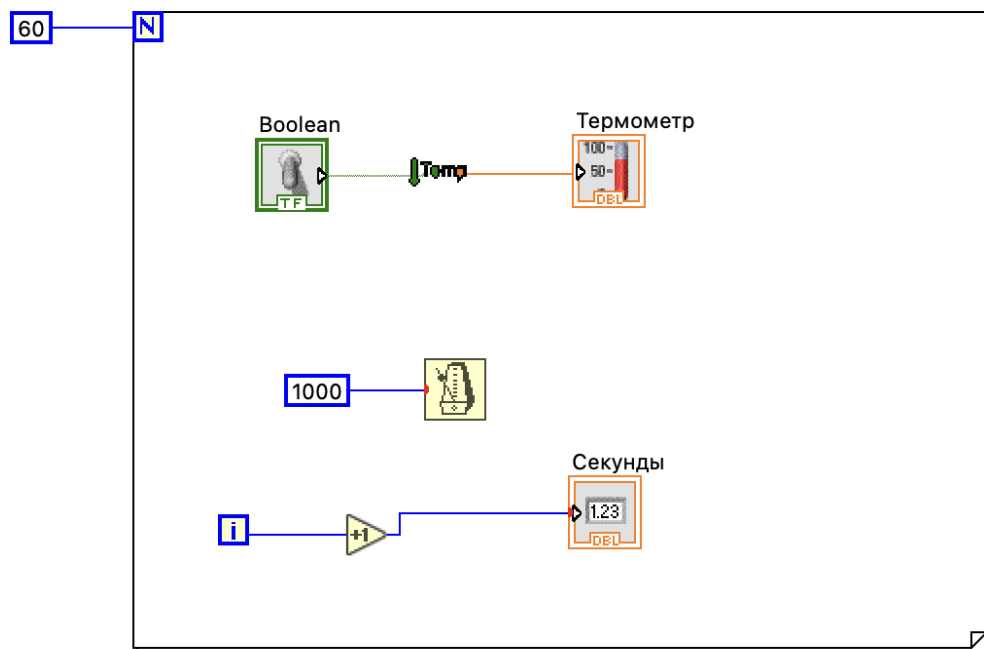 60
N
Boolean
TF
Temp
Термометр
100
50
DBL
1000
Секунды
i
+1
1.23
DBL